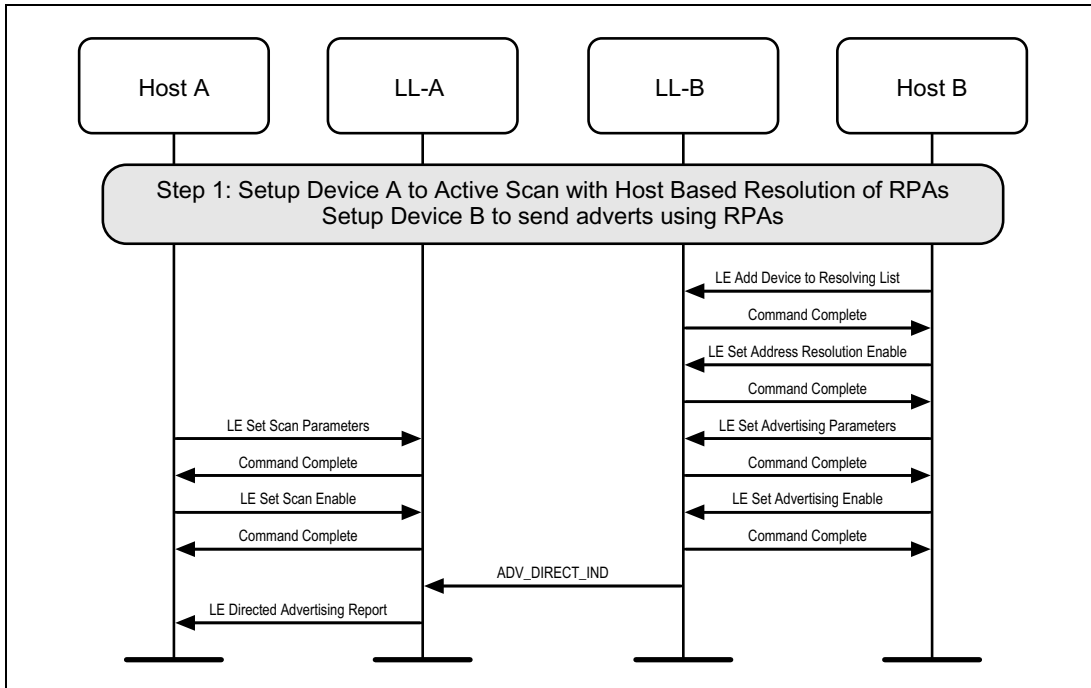 Host A
LL-A
LL-B
Host B
Step 1: Setup Device A to Active Scan with Host Based Resolution of RPAs
Setup Device B to send adverts using RPAs
LE Add Device to Resolving List
Command Complete
LE Set Address Resolution Enable
Command Complete
LE Set Scan Parameters
LE Set Advertising Parameters
Command Complete
Command Complete
LE Set Scan Enable
LE Set Advertising Enable
Command Complete
Command Complete
ADV_DIRECT_IND
LE Directed Advertising Report